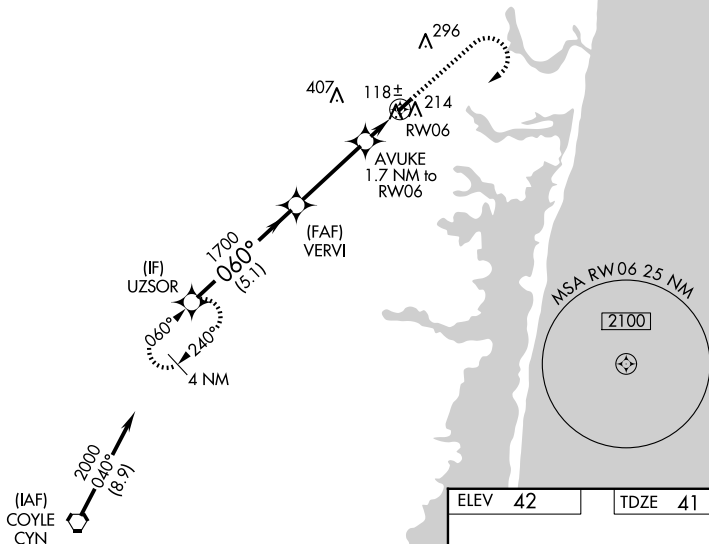 296
407
118±
214
RW06
AVUKE
1.7 NM to
RW06
(FAF)
VERVI
1700
060°
(5.1)
(IF)
UZSOR
060°
240°
4 NM
MSA RW06 25 NM
2100
2000
040°
(8.9)
(IAF)
COYLE
CYN
ELEV 42
TDZE 41